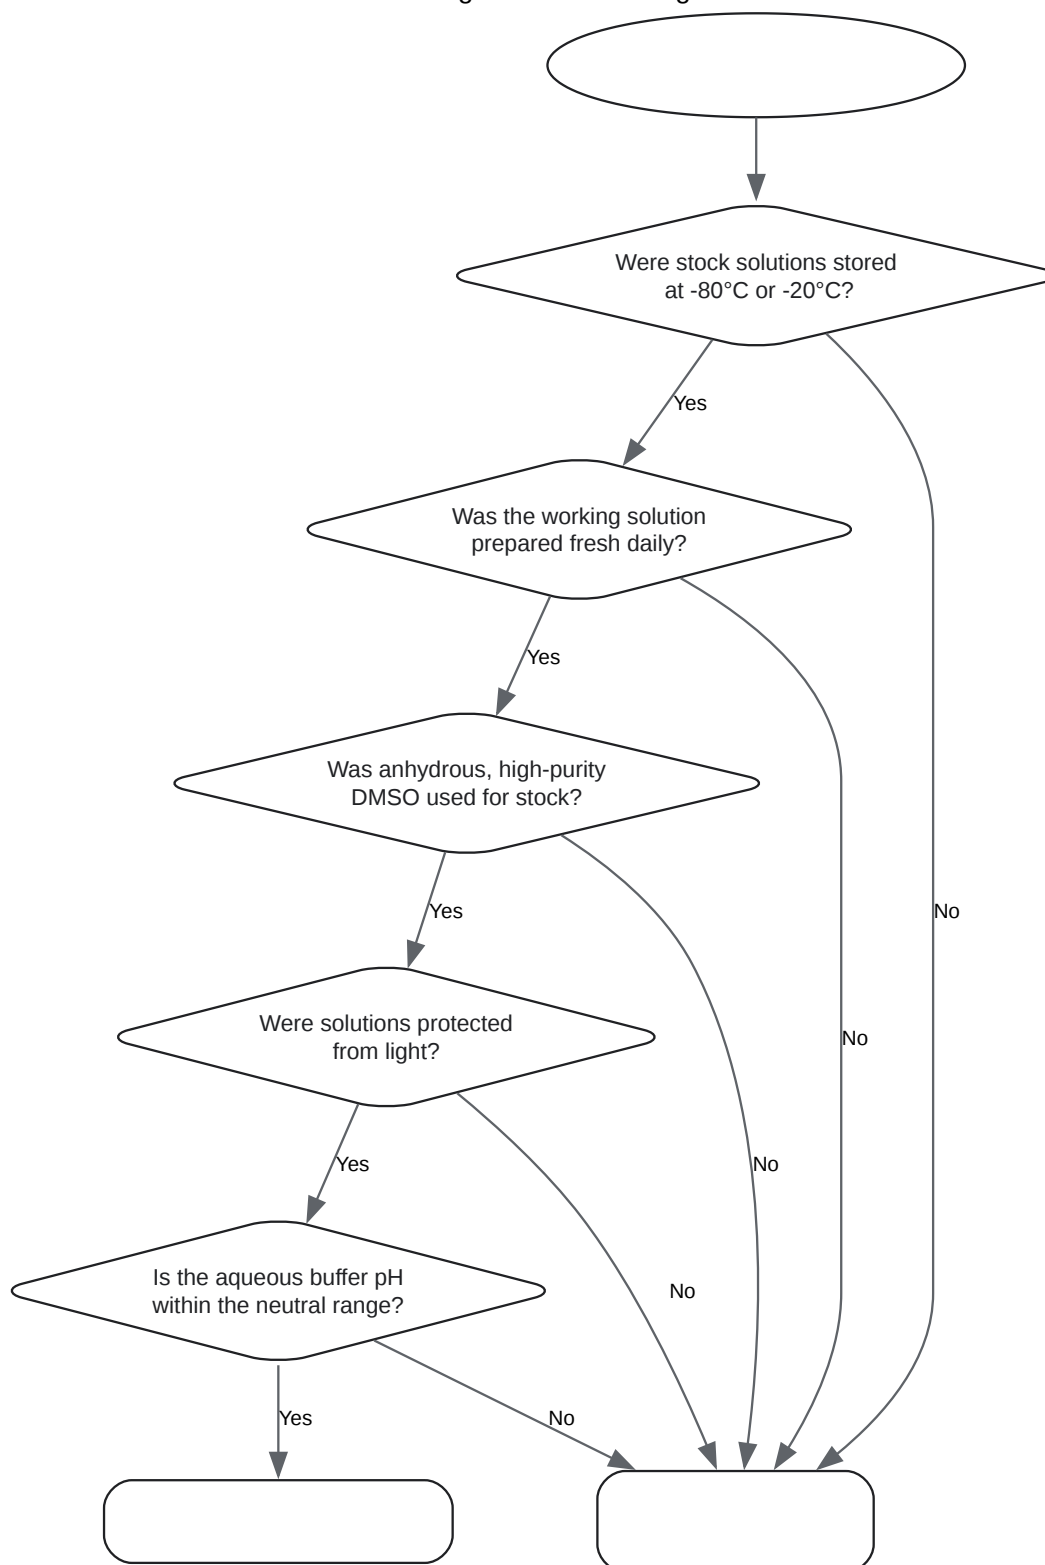 Were stock solutions stored
at -80°C or -20°C?
Yes
Was the working solution
prepared fresh daily?
Yes
Was anhydrous, high-purity
DMSO used for stock?
Yes
No
Were solutions protected
from light?
No
Yes
No
Is the aqueous buffer pH
within the neutral range?
No
Yes
No